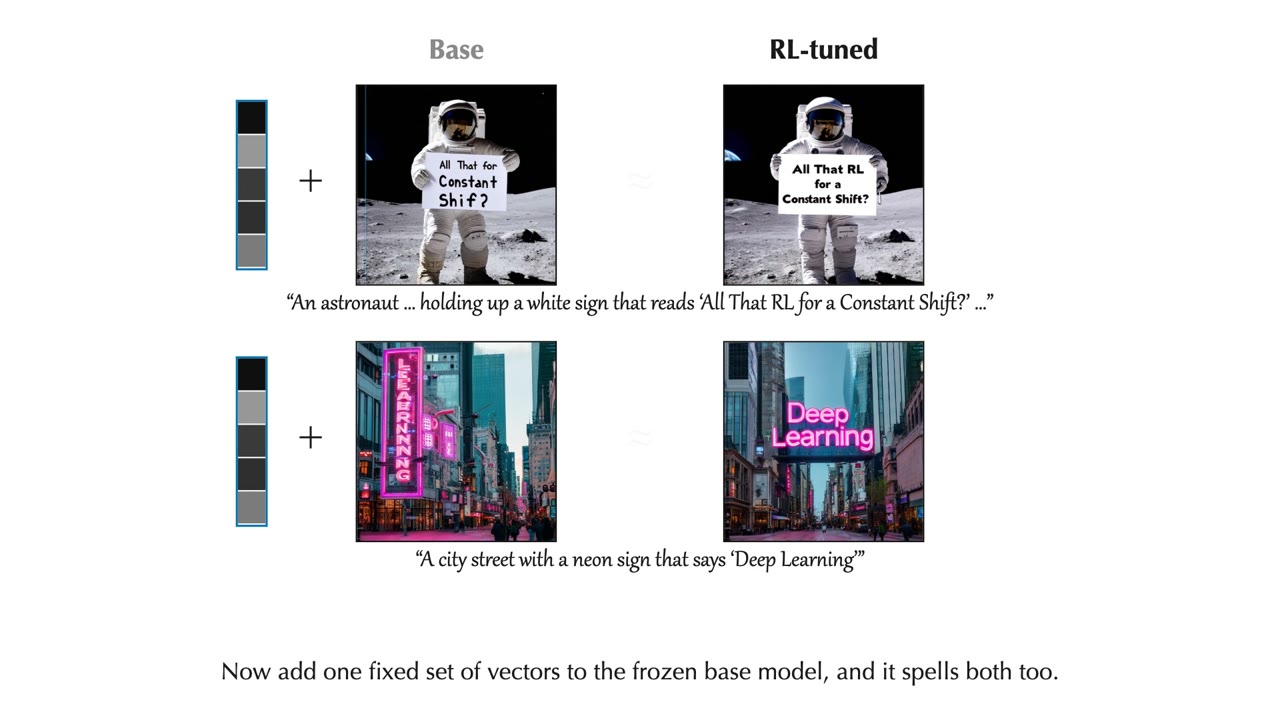 Base
RL-tuned
+
All That for
Constant
Shif?
≈
All That RL
for a
Constant Shift?
“An astronaut ... holding up a white sign that reads ‘All That RL for a Constant Shift?’ ...”
+
LEEABRNNNNG
≈
Deep
Learning
“A city street with a neon sign that says ‘Deep Learning’”
Now add one fixed set of vectors to the frozen base model, and it spells both too.